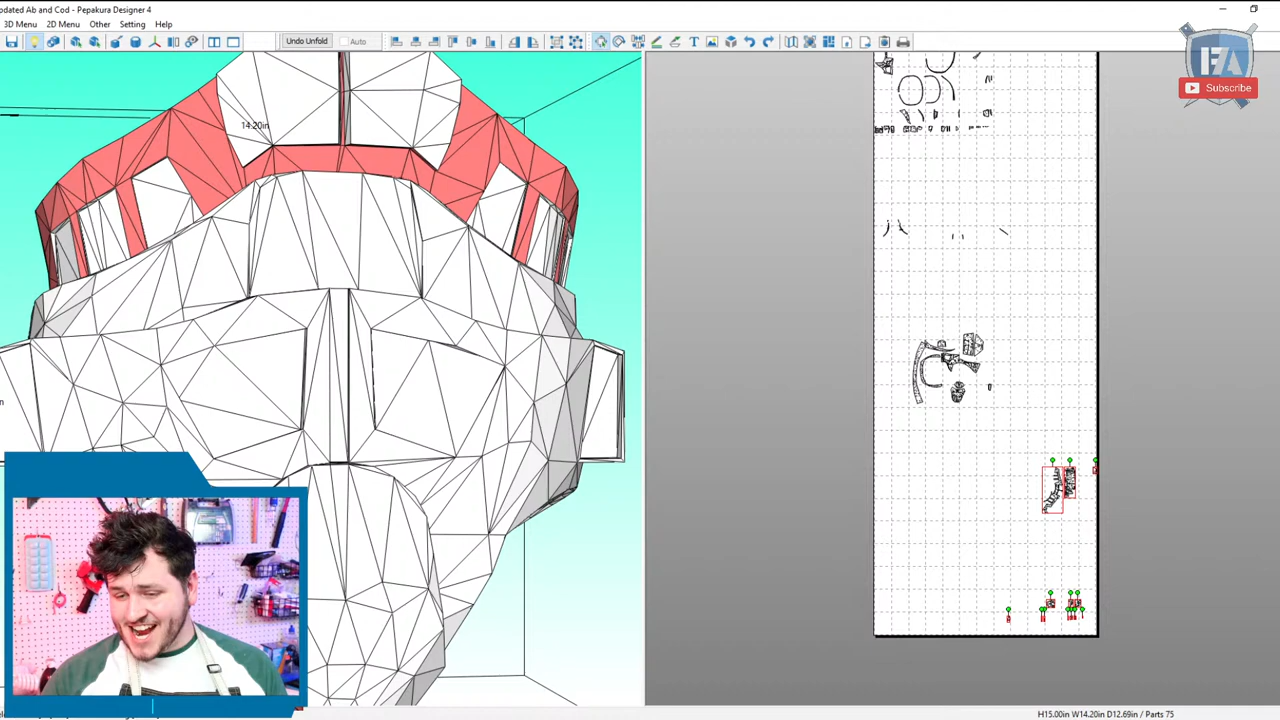 pdated Ab and Cod - Pepakura Designer 4
3D Menu 2D Menu Other Setting Help
Undo Unfold Auto
Subscribe
14.20in
H15.00in W14.20in D12.69in / Parts 75